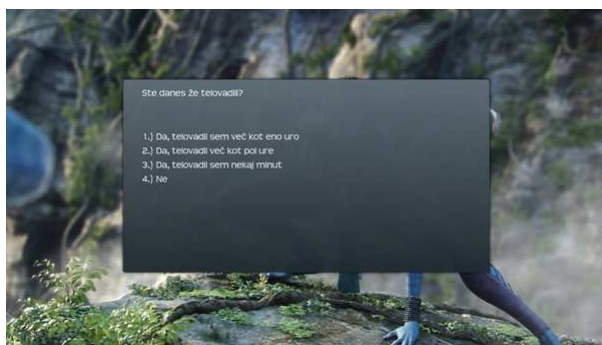 Ste danes že telovadili?
1.) Da, telovadil sem več kot eno uro
2.) Da, telovadil več kot pol ure
3.) Da, telovadil sem nekaj minut
4.) Ne